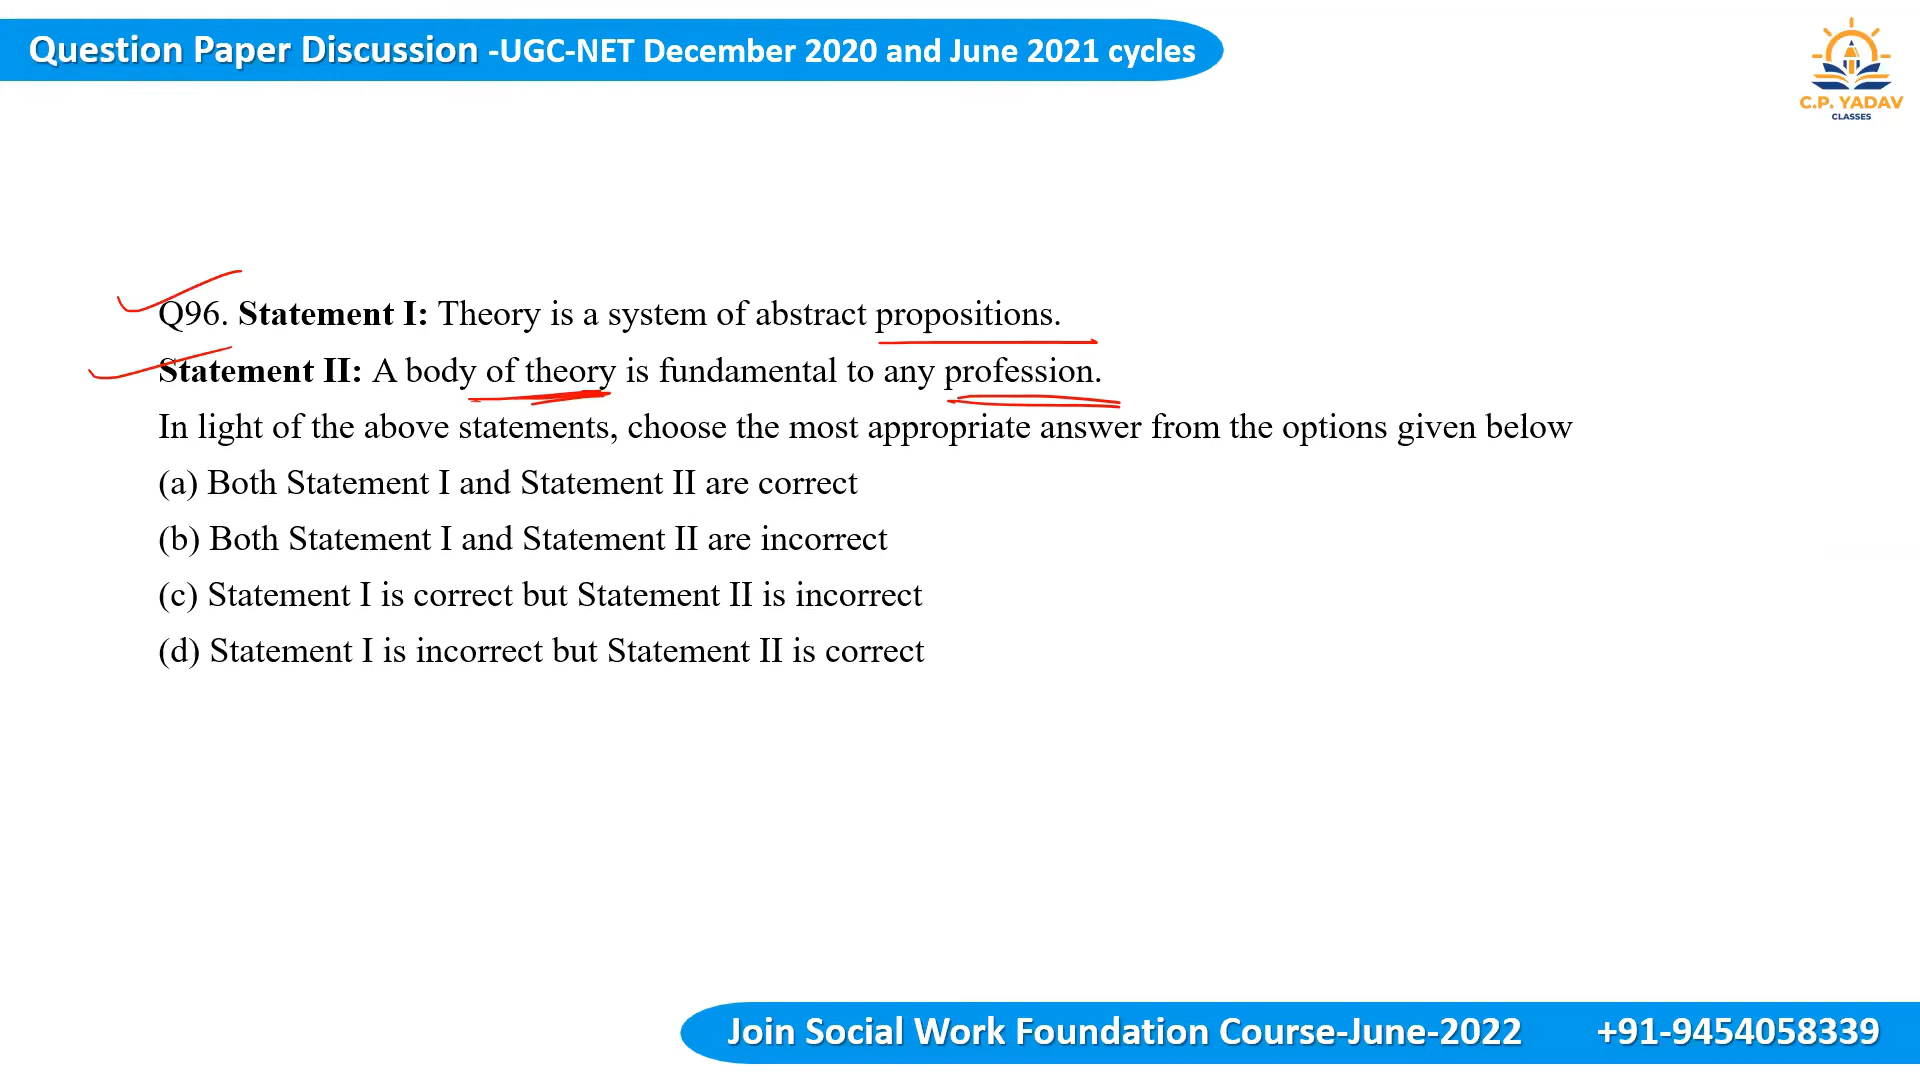 Question Paper Discussion -UGC-NET December 2020 and June 2021 cycles
C.P. YADAV
CLASSES
Q96. Statement I: Theory is a system of abstract propositions.
Statement II: A body of theory is fundamental to any profession.
In light of the above statements, choose the most appropriate answer from the options given below
(a) Both Statement I and Statement II are correct
(b) Both Statement I and Statement II are incorrect
(c) Statement I is correct but Statement II is incorrect
(d) Statement I is incorrect but Statement II is correct
Join Social Work Foundation Course-June-2022 +91-9454058339